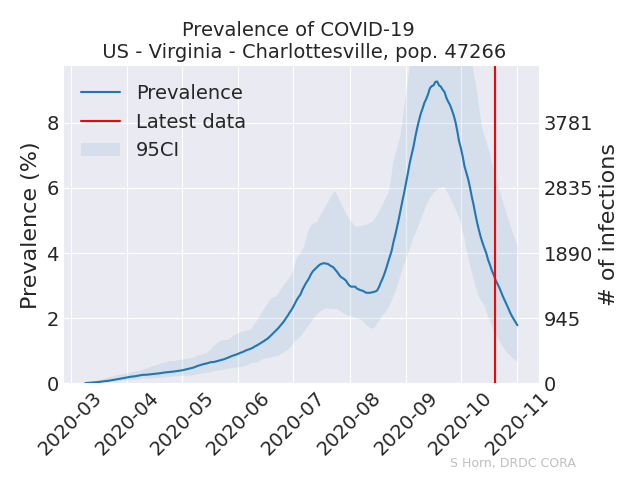 Prevalence of COVID-19
US - Virginia - Charlottesville, pop. 47266
Prevalence
Latest data
95CI
Prevalence (%)
8
6
4
2
0
3781
2835
1890
945
0
# of infections
2020-03
2020-04
2020-05
2020-06
2020-07
2020-08
2020-09
2020-10
2020-11
S Horn, DRDC CORA